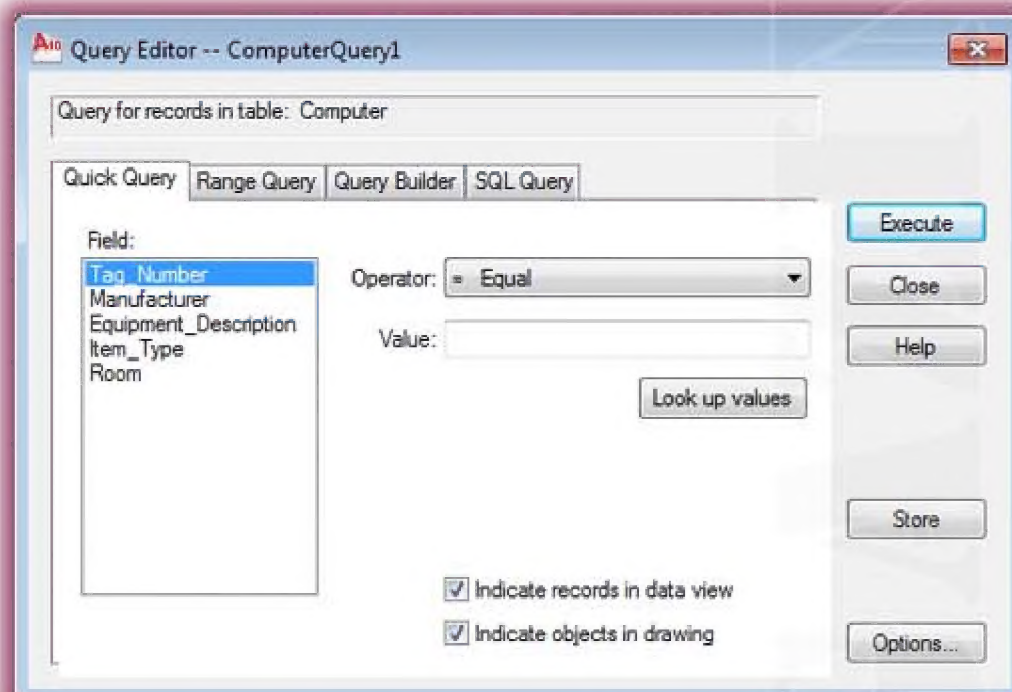 Query Editor -- ComputerQuery1
Query for records in table: Computer
Quick Query Range Query Query Builder SQL Query
Field:
Tag_Number
Manufacturer
Equipment_Description
Item_Type
Room
Operator: = Equal
Value:
Look up values
Indicate records in data view
Indicate objects in drawing
Execute
Close
Help
Store
Options...